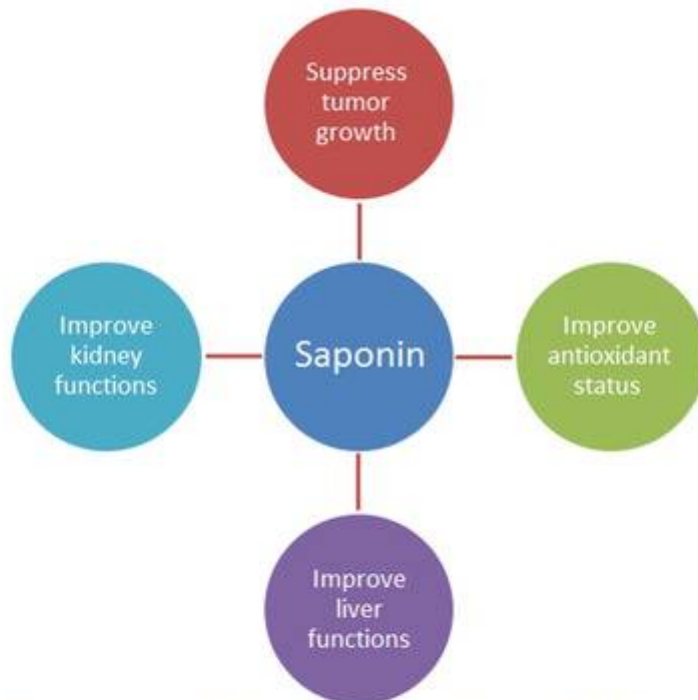 Suppress
tumor
growth
Improve
kidney
functions
Saponin
Improve
antioxidant
status
Improve
liver
functions